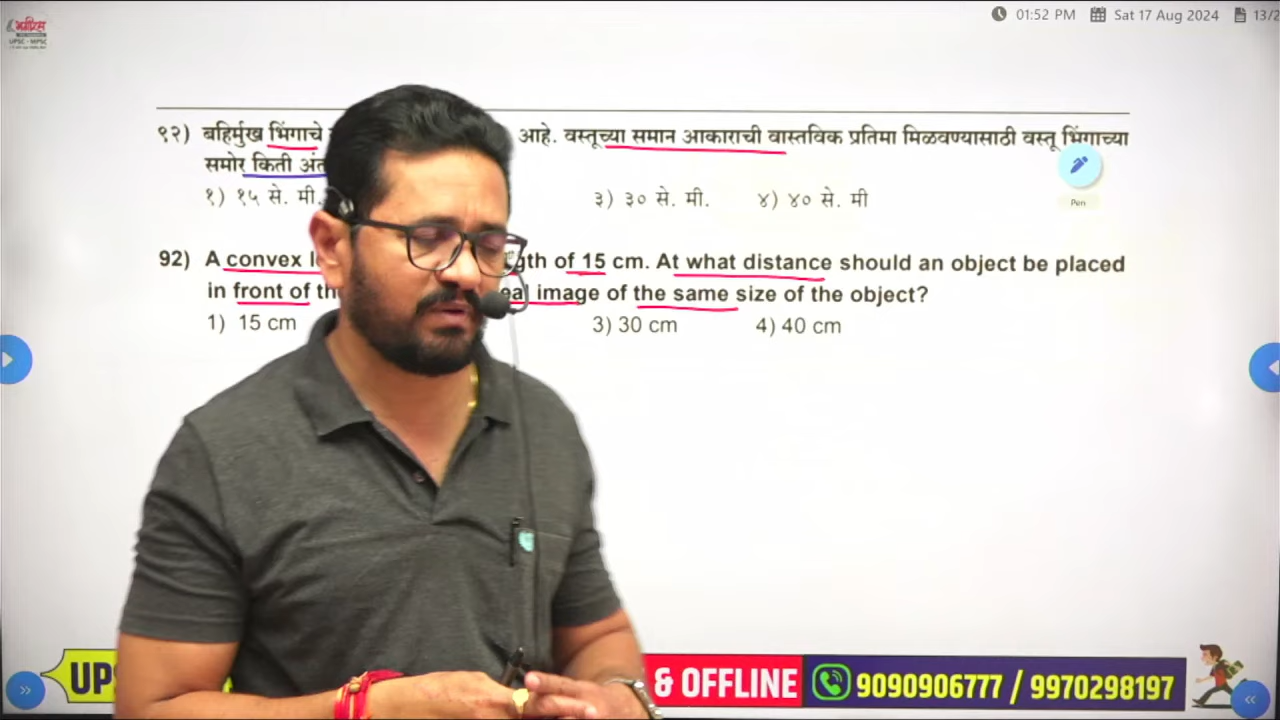 01:52 PM Sat 17 Aug 2024 13/2
UPSC - MPSC
९२) बहिर्मुख भिंगाचे आहे. वस्तूच्या समान आकाराची वास्तविक प्रतिमा मिळवण्यासाठी वस्तू भिंगाच्या
समोर किती अंत
१) १५ से. मी. ३) ३० से. मी. ४) ४० से. मी
Pen
92) A convex l gth of 15 cm. At what distance should an object be placed
in front of th eal image of the same size of the object?
1) 15 cm 3) 30 cm 4) 40 cm
UPS & OFFLINE 9090906777 / 9970298197